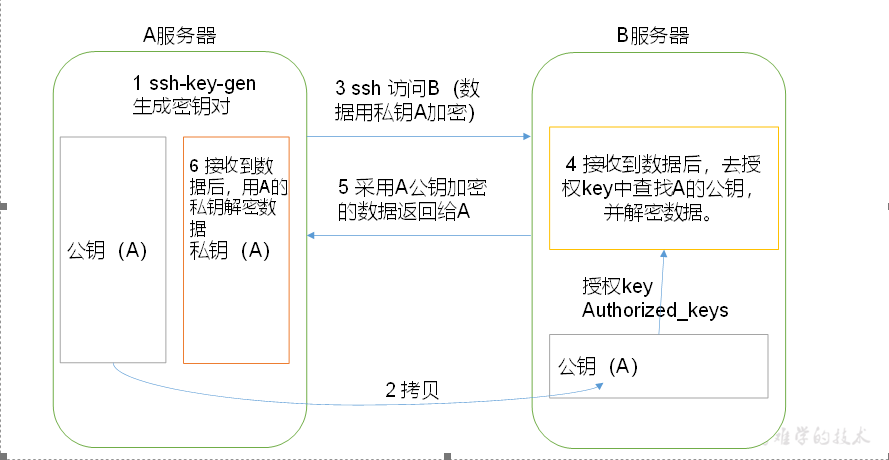 A服务器
B服务器
1 ssh-key-gen
生成密钥对
3 ssh 访问B（数
据用私钥A加密）
6 接收到数
据后，用A的
私钥解密数
据
私钥（A）
公钥（A）
5 采用A公钥加密
的数据返回给A
4 接收到数据后，去授
权key中查找A的公钥，
并解密数据。
授权key
Authorized_keys
公钥（A）
2 拷贝
难学的技术